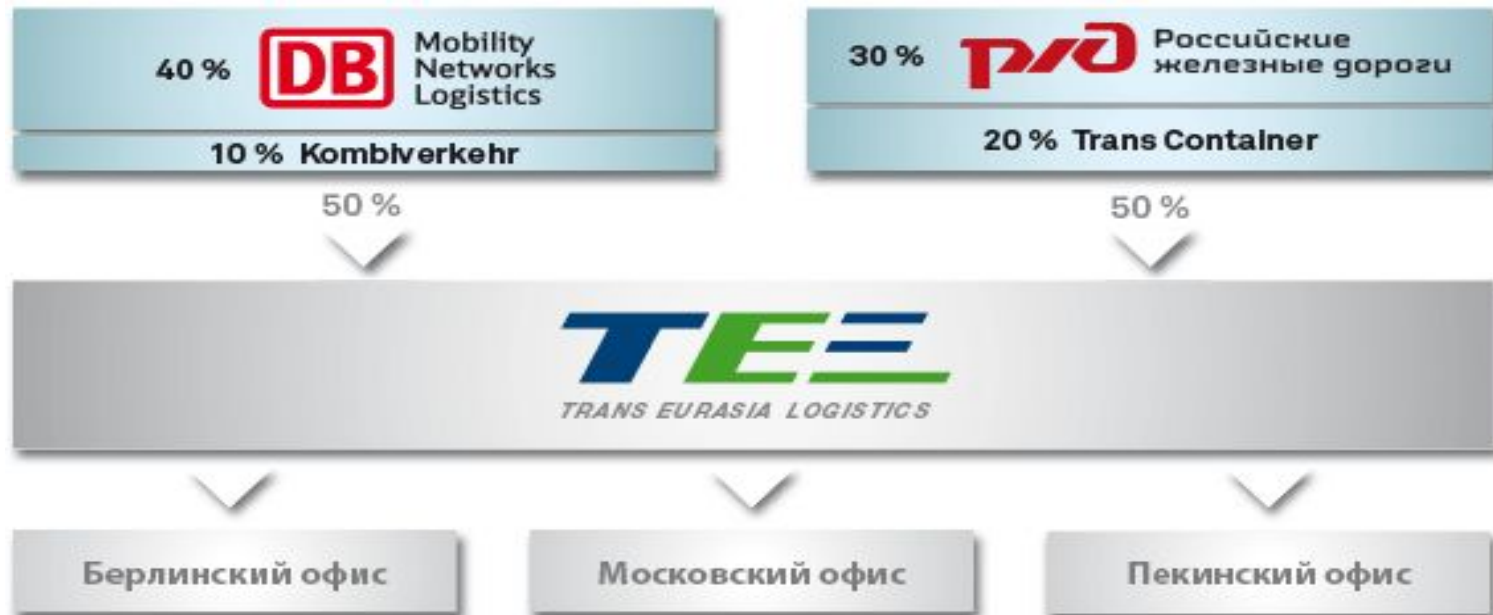 40 %
DB
Mobility
Networks
Logistics
10 % Kombiverkehr
50 %
30 %
РЖД
Российские
железные дороги
20 % Trans Container
50 %
TEL
TRANS EURASIA LOGISTICS
Берлинский офис
Московский офис
Пекинский офис